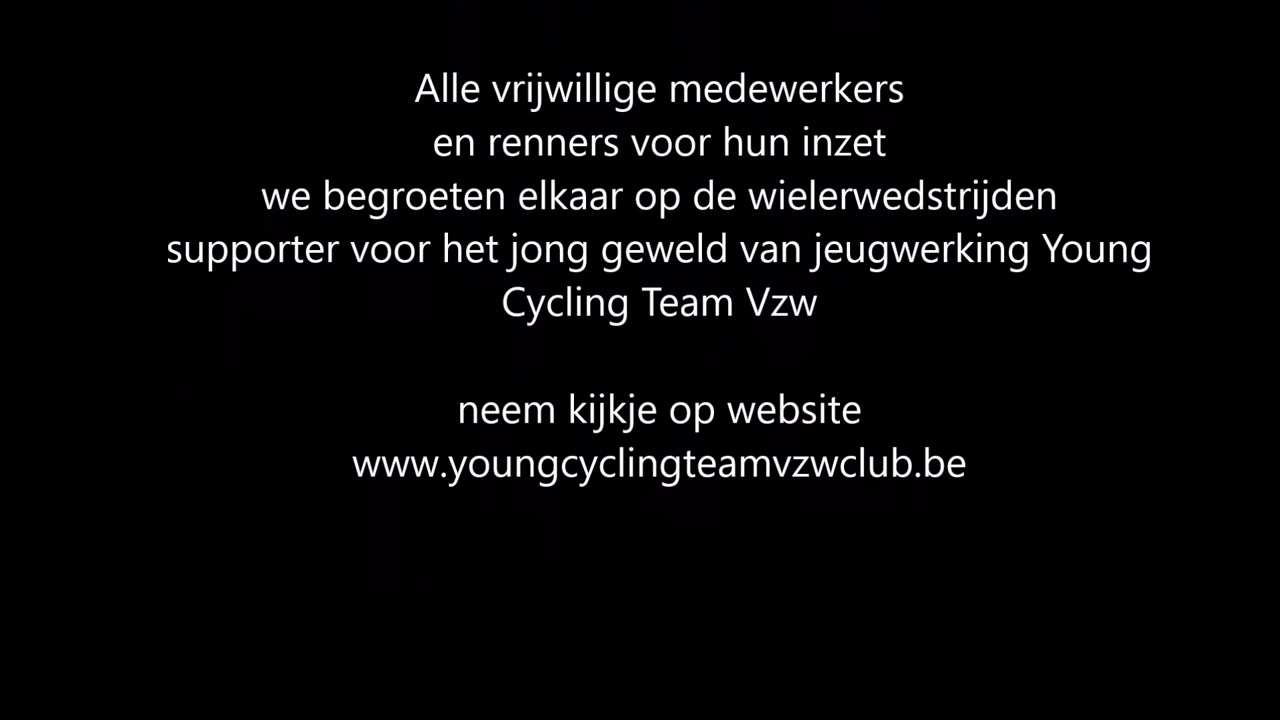 Alle vrijwillige medewerkers
en renners voor hun inzet
we begroeten elkaar op de wielerwedstrijden
supporter voor het jong geweld van jeugwerking Young
Cycling Team Vzw
neem kijkje op website
www.youngcyclingteamvzwclub.be